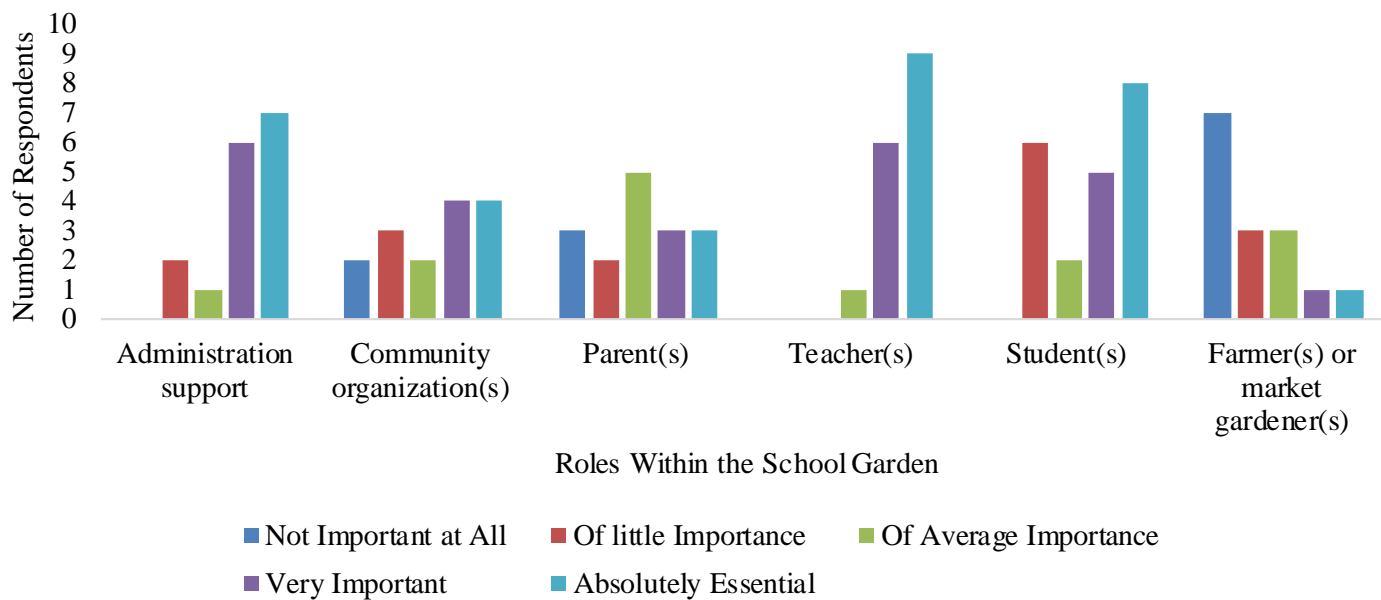 10
9
8
7
6
5
4
3
2
1
0
Number of Respondents
Administration support
Community organization(s)
Parent(s)
Teacher(s)
Student(s)
Farmer(s) or market gardener(s)
Roles Within the School Garden
Not Important at All
Of little Importance
Of Average Importance
Very Important
Absolutely Essential